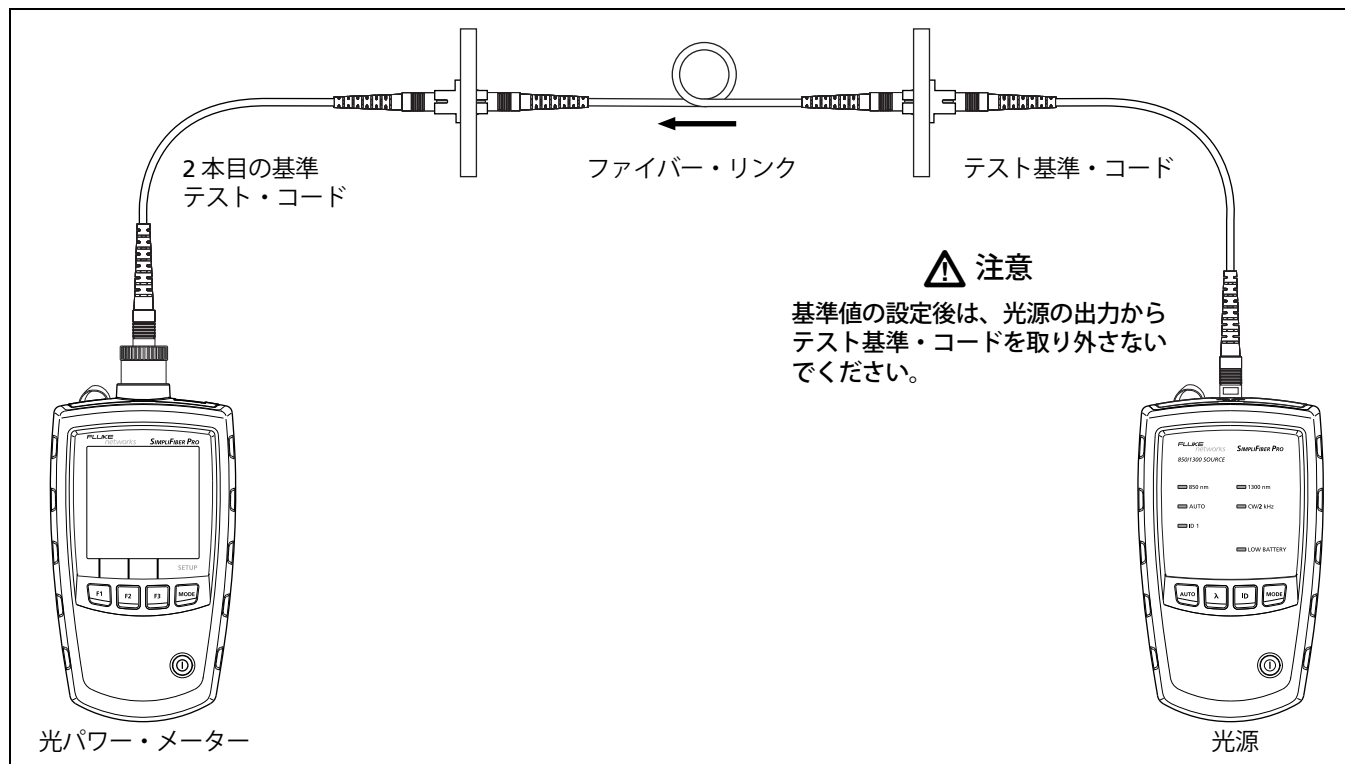 2 本目の基準
テスト・コード
ファイバー・リンク
テスト基準・コード
注意
基準値の設定後は、光源の出力から
テスト基準・コードを取り外さない
でください。
FLUKE
networks
SIMPLIFIBER PRO
SETUP
F1
F2
F3
MODE
光パワー・メーター
FLUKE
networks
SIMPLIFIBER PRO
850/1300 SOURCE
850 nm
1300 nm
AUTO
CW/2 kHz
ID 1
LOW BATTERY
AUTO
λ
ID
MODE
光源